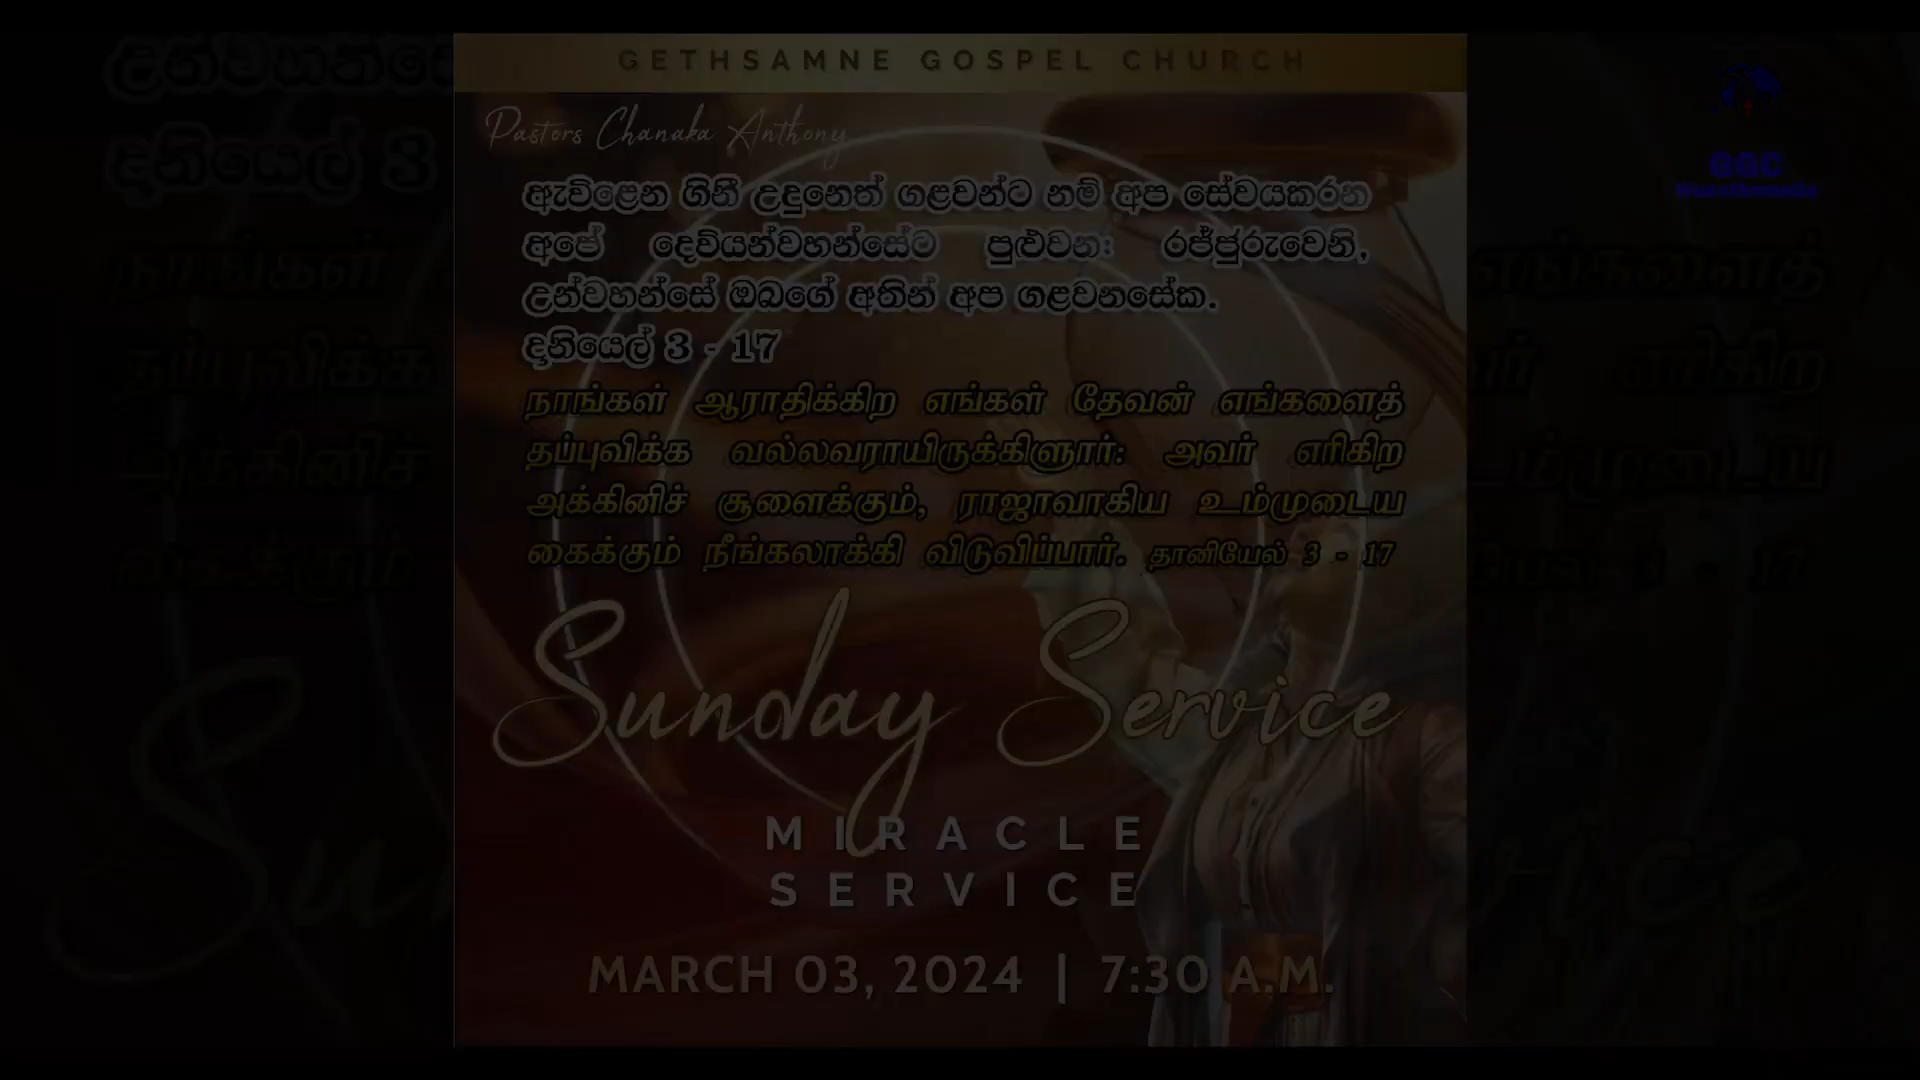 GETHSAMNE GOSPEL CHURCH
Pastors Chanaka Anthony
ඇවිළෙන ගිනි උදුනෙන් ගළවන්ට නම් අප සේවයකරන
අපේ දෙවියන්වහන්සේට පුළුවන: රජ්ජුරුවෙනි,
උන්වහන්සේ ඔබගේ අතින් අප ගළවනසේක.
දානියෙල් 3 - 17
நாங்கள் ஆராதிக்கிற எங்கள் தேவன் எங்களைத்
தப்புவிக்க வல்லவராயிருக்கிளார்: அவர் எரிகிற
அக்கினிச் சூளைக்கும், ராஜாவாகிய உம்முடைய
கைக்கும் நீங்கலாக்கி விடுவிப்பார். தானியேல் 3 - 17
Sunday Service
MIRACLE
SERVICE
MARCH 03, 2024 | 7:30 A.M.
GGC